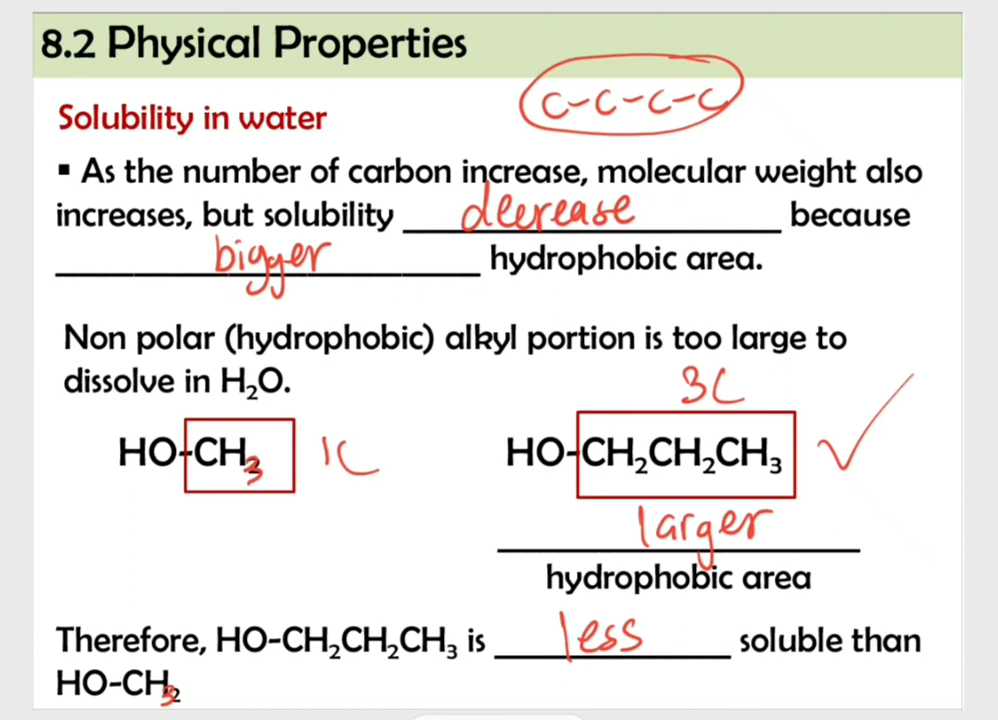 8.2 Physical Properties
C-C-C-C
Solubility in water
▪ As the number of carbon increase, molecular weight also
increases, but solubility decrease because
bigger hydrophobic area.
Non polar (hydrophobic) alkyl portion is too large to
dissolve in H₂O.
3C
HO-CH₃ 1C HO-CH₂CH₂CH₃ ✓
larger
hydrophobic area
Therefore, HO-CH₂CH₂CH₃ is less soluble than
HO-CH₃